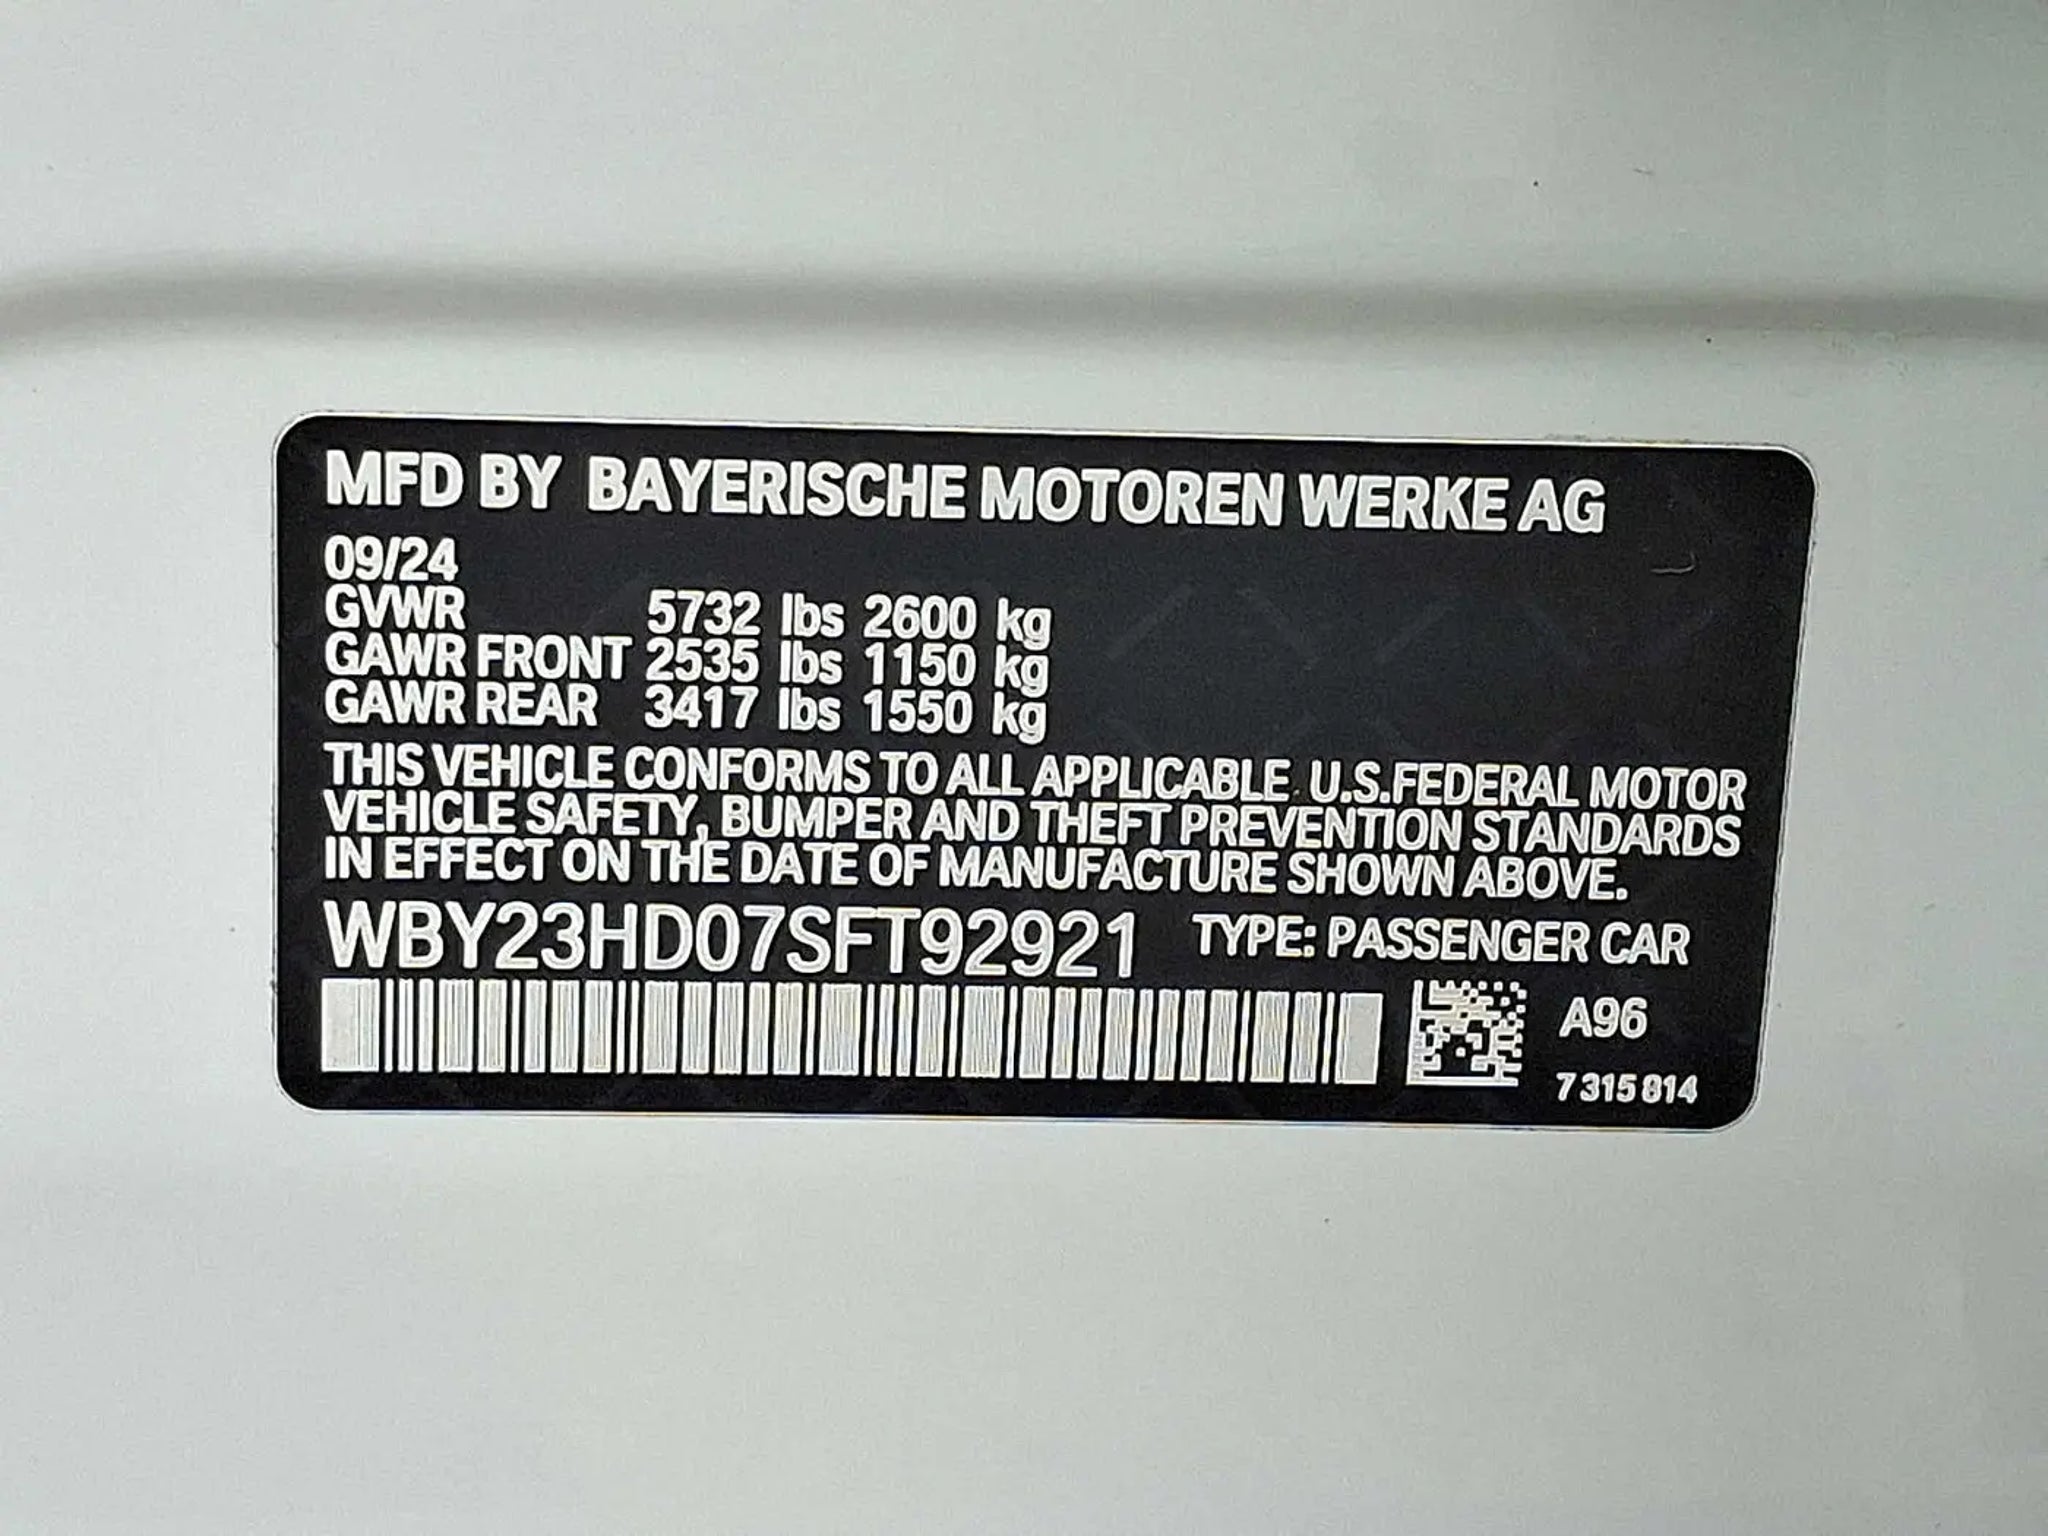 MFD BY BAYERISCHE MOTOREN WERKE AG
09/24
GVWR 5732 lbs 2600 kg
GAWR FRONT 2535 lbs 1150 kg
GAWR REAR 3417 lbs 1550 kg
THIS VEHICLE CONFORMS TO ALL APPLICABLE U.S.FEDERAL MOTOR
VEHICLE SAFETY, BUMPER AND THEFT PREVENTION STANDARDS
IN EFFECT ON THE DATE OF MANUFACTURE SHOWN ABOVE.
WBY23HD07SFT92921 TYPE: PASSENGER CAR
A96
7 315 814